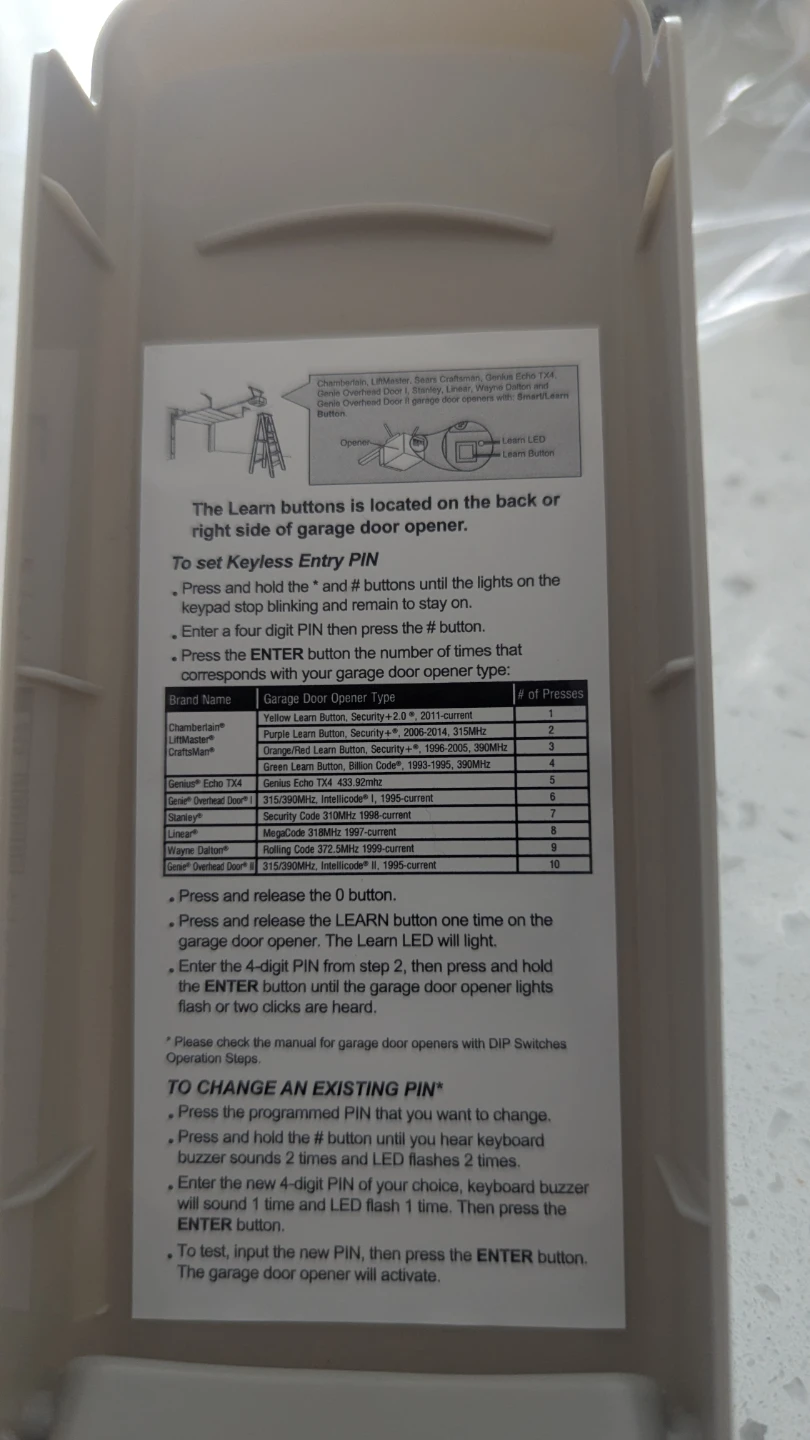 Chamberlain, LiftMaster, Sears Craftsman, Genius Echo TX4,
Genie Overhead Door I, Stanley, Linear, Wayne Dalton and
Genie Overhead Door II garage door openers with: Smart/Learn
Button.
Opener
Learn LED
Learn Button
The Learn buttons is located on the back or
right side of garage door opener.
To set Keyless Entry PIN
• Press and hold the * and # buttons until the lights on the
keypad stop blinking and remain to stay on.
• Enter a four digit PIN then press the # button.
• Press the ENTER button the number of times that
corresponds with your garage door opener type:
Brand Name Garage Door Opener Type # of Presses
Chamberlain®
LiftMaster®
CraftsMan®
Yellow Learn Button, Security+2.0 ®, 2011-current 1
Purple Learn Button, Security+®, 2006-2014, 315MHz 2
Orange/Red Learn Button, Security+®, 1996-2005, 390MHz 3
Green Learn Button, Billion Code®, 1993-1995, 390MHz 4
Genius® Echo TX4 Genius Echo TX4 433.92mhz 5
Genie® Overhead Door® I 315/390MHz, Intellicode® I, 1995-current 6
Stanley® Security Code 310MHz 1998-current 7
Linear® MegaCode 318MHz 1997-current 8
Wayne Dalton® Rolling Code 372.5MHz 1999-current 9
Genie® Overhead Door® II 315/390MHz, Intellicode® II, 1995-current 10
• Press and release the 0 button.
• Press and release the LEARN button one time on the
garage door opener. The Learn LED will light.
• Enter the 4-digit PIN from step 2, then press and hold
the ENTER button until the garage door opener lights
flash or two clicks are heard.
* Please check the manual for garage door openers with DIP Switches
Operation Steps.
TO CHANGE AN EXISTING PIN*
• Press the programmed PIN that you want to change.
• Press and hold the # button until you hear keyboard
buzzer sounds 2 times and LED flashes 2 times.
• Enter the new 4-digit PIN of your choice, keyboard buzzer
will sound 1 time and LED flash 1 time. Then press the
ENTER button.
• To test, input the new PIN, then press the ENTER button.
The garage door opener will activate.